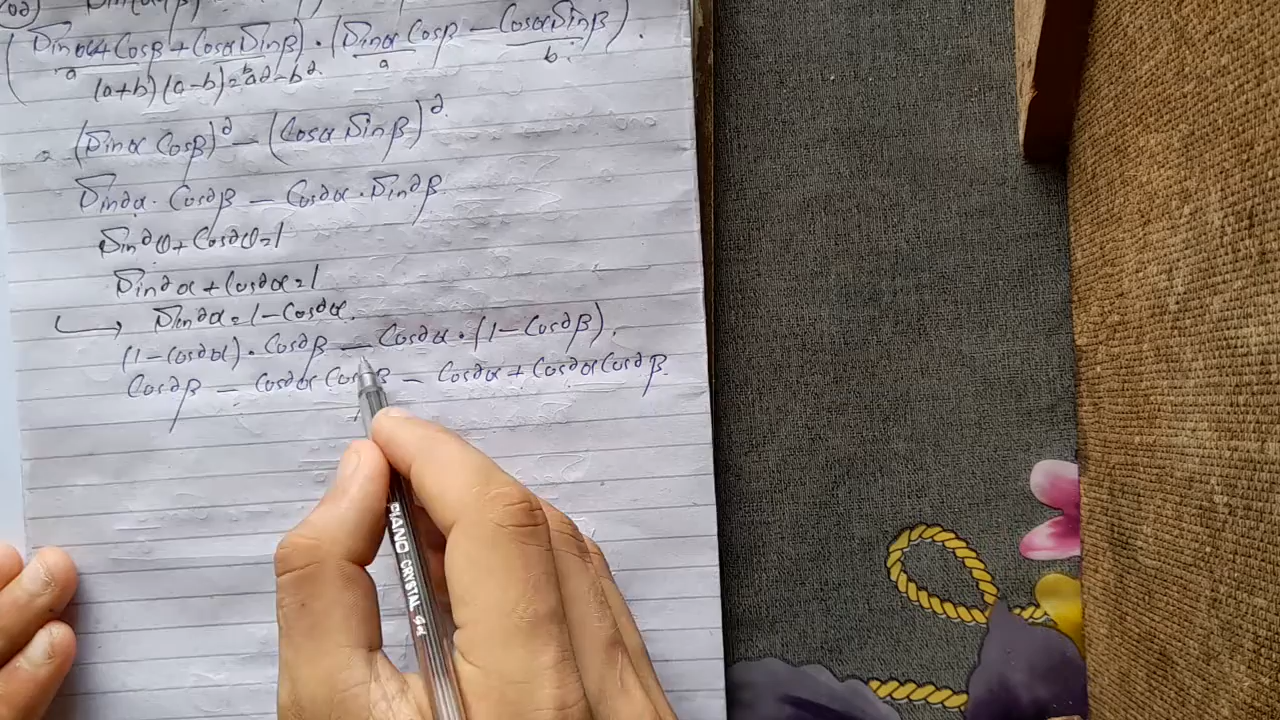 (Sinα Cosβ + Cosα Sinβ) · (Sinα Cosβ − Cosα Sinβ).
a b a b
(a+b)(a−b)=a²−b²
= (Sinα Cosβ)² − (Cosα Sinβ)²
Sin²α · Cos²β − Cos²α · Sin²β
Sin²θ + Cos²θ = 1
Sin²α + Cos²α = 1
Sin²α = 1 − Cos²α.
(1 − Cos²α) · Cos²β − Cos²α · (1 − Cos²β).
Cos²β − Cos²α Cos²β − Cos²α + Cos²α Cos²β
PIANO CRYSTAL